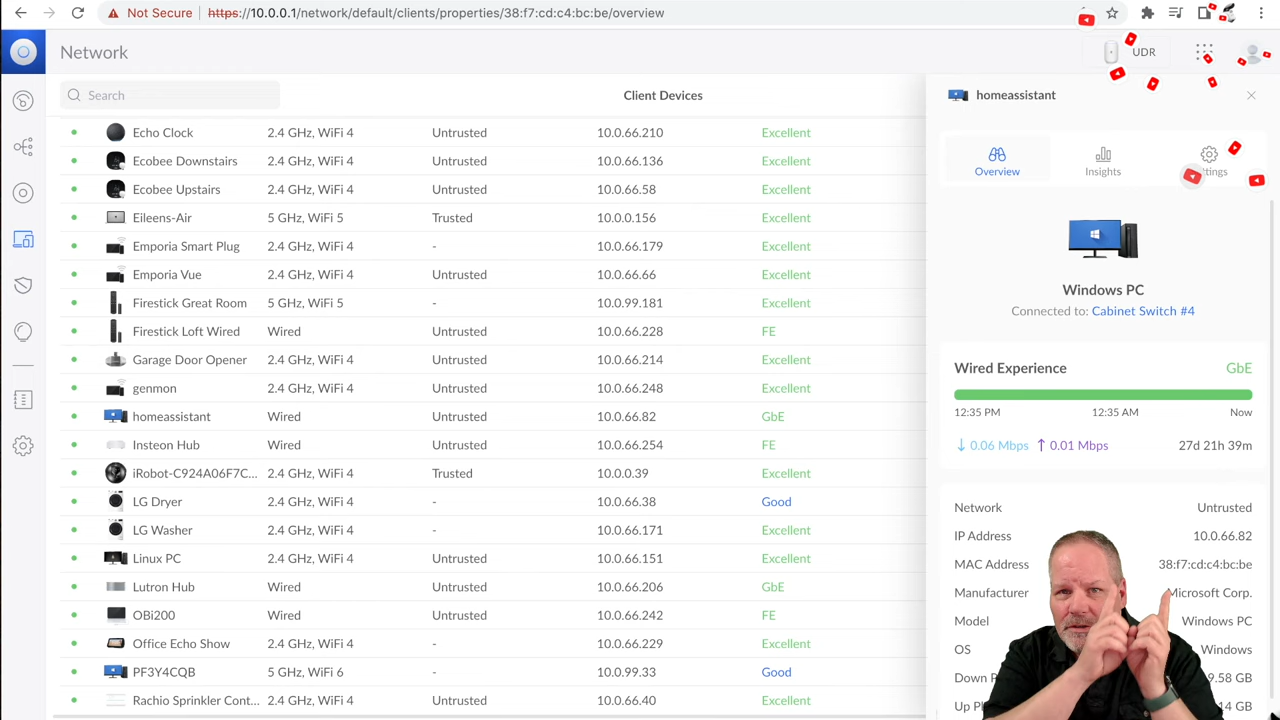 Not Secure https://10.0.0.1/network/default/clients/properties/38:f7:cd:c4:bc:be/overview
Network
UDR
Search
Client Devices
Echo Clock 2.4 GHz, WiFi 4 Untrusted 10.0.66.210 Excellent
Ecobee Downstairs 2.4 GHz, WiFi 4 Untrusted 10.0.66.136 Excellent
Ecobee Upstairs 2.4 GHz, WiFi 4 Untrusted 10.0.66.58 Excellent
Eileens-Air 5 GHz, WiFi 5 Trusted 10.0.0.156 Excellent
Emporia Smart Plug 2.4 GHz, WiFi 4 Untrusted 10.0.66.179 Excellent
Emporia Vue 2.4 GHz, WiFi 4 Untrusted 10.0.66.66 Excellent
Firestick Great Room 5 GHz, WiFi 5 - 10.0.99.181 Excellent
Firestick Loft Wired Wired Untrusted 10.0.66.228 FE
Garage Door Opener 2.4 GHz, WiFi 4 Untrusted 10.0.66.214 Excellent
genmon 2.4 GHz, WiFi 4 Untrusted 10.0.66.248 Excellent
homeassistant Wired Untrusted 10.0.66.82 GbE
Insteon Hub Wired Untrusted 10.0.66.254 FE
iRobot-C924A06F7C... 2.4 GHz, WiFi 4 Trusted 10.0.0.39 Excellent
LG Dryer 2.4 GHz, WiFi 4 - 10.0.66.38 Good
LG Washer 2.4 GHz, WiFi 4 - 10.0.66.171 Excellent
Linux PC 2.4 GHz, WiFi 4 Untrusted 10.0.66.151 Excellent
Lutron Hub Wired Untrusted 10.0.66.206 GbE
OBi200 Wired Untrusted 10.0.66.242 FE
Office Echo Show 2.4 GHz, WiFi 4 Untrusted 10.0.66.229 Excellent
PF3Y4CQB 5 GHz, WiFi 6 - 10.0.99.33 Good
Rachio Sprinkler Cont... 2.4 GHz, WiFi 4 Untrusted 10.0.66.40 Excellent
homeassistant
Overview Insights ttings
Windows PC
Connected to: Cabinet Switch #4
Wired Experience GbE
12:35 PM 12:35 AM Now
↓ 0.06 Mbps ↑ 0.01 Mbps 27d 21h 39m
Network Untrusted
IP Address 10.0.66.82
MAC Address 38:f7:cd:c4:bc:be
Manufacturer Microsoft Corp.
Model Windows PC
OS Windows
Down P 9.58 GB
Up P 14 GB